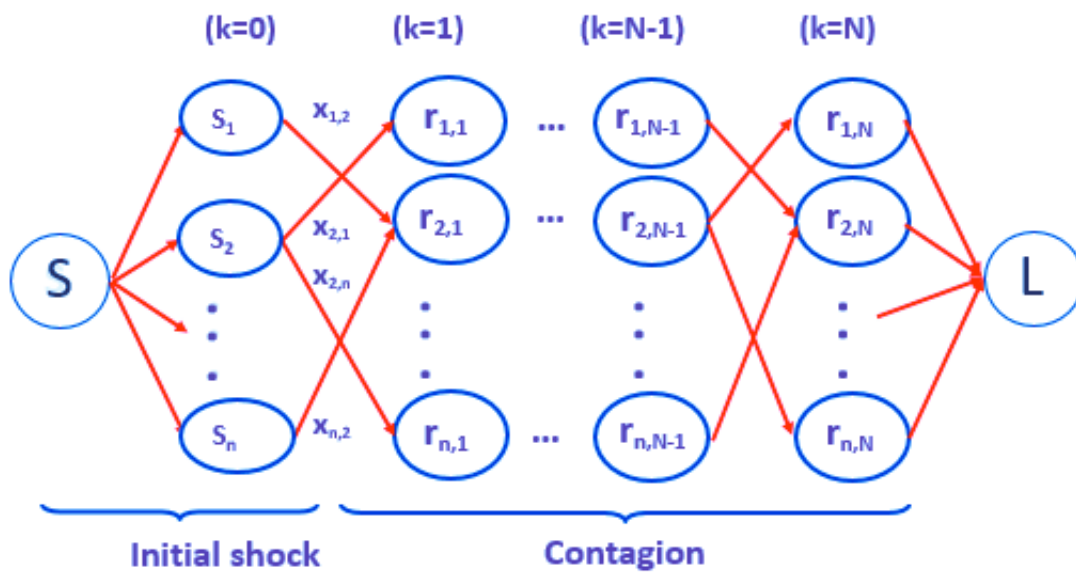 (k=0) (k=1) (k=N-1) (k=N)
s₁ x₁,₂ r₁,₁ ... r₁,N-1 r₁,N
s₂ x₂,₁ r₂,₁ ... r₂,N-1 r₂,N
S x₂,n L
sₙ xₙ,₂ rₙ,₁ ... rₙ,N-1 rₙ,N
Initial shock Contagion